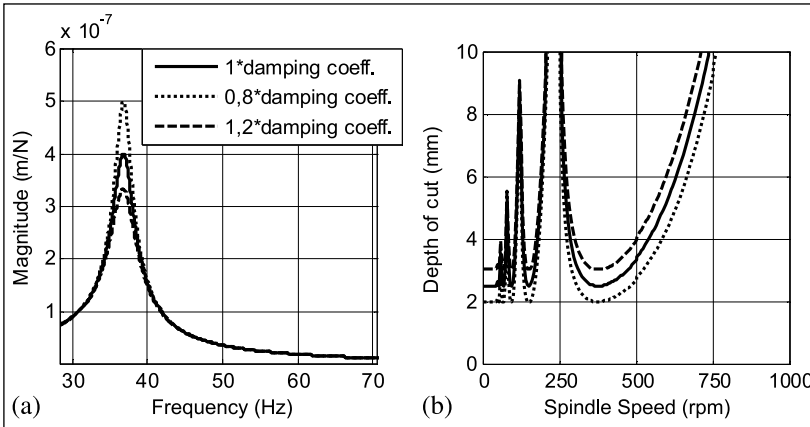 x 10-7
6
5
4
3
2
1
Magnitude (m/N)
1*damping coeff.
0,8*damping coeff.
1,2*damping coeff.
30 40 50 60 70
(a) Frequency (Hz)
10
8
6
4
2
0
Depth of cut (mm)
0 250 500 750 1000
(b) Spindle Speed (rpm)